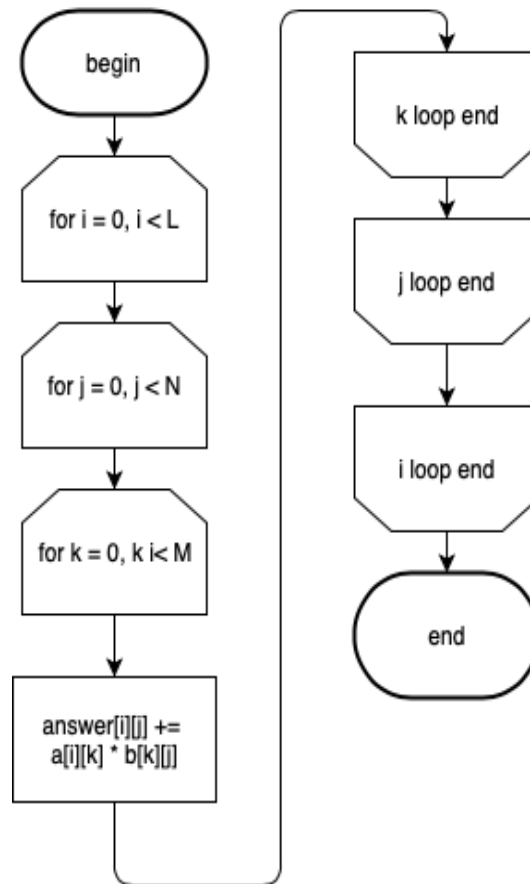 begin
for i = 0, i < L
for j = 0, j < N
for k = 0, k i< M
answer[i][j] +=
a[i][k] * b[k][j]
k loop end
j loop end
i loop end
end